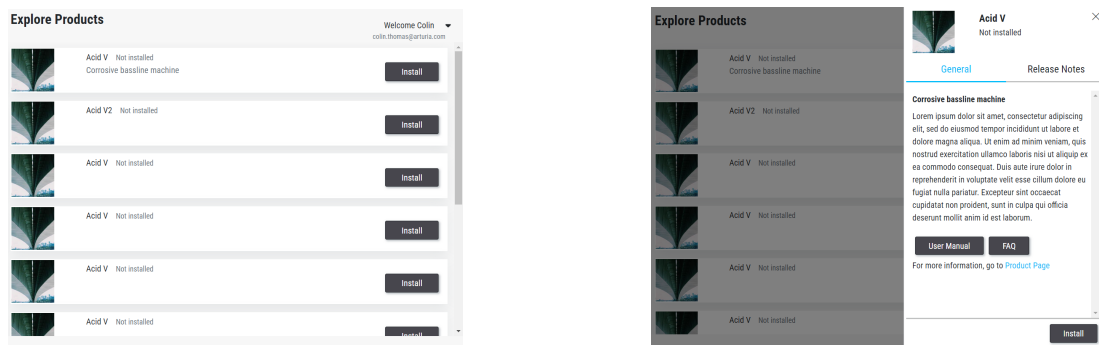 Explore Products
Welcome Colin
colin.thomas@arturia.com
Acid V Not installed
Corrosive bassline machine
Install
Acid V2 Not installed
Install
Acid V Not installed
Install
Acid V Not installed
Install
Acid V Not installed
Install
Acid V Not installed
Install
Explore Products
Acid V Not installed
Corrosive bassline machine
Acid V2 Not installed
Acid V Not installed
Acid V Not installed
Acid V Not installed
Acid V Not installed
Acid V
Not installed
General Release Notes
Corrosive bassline machine
Lorem ipsum dolor sit amet, consectetur adipiscing
elit, sed do eiusmod tempor incididunt ut labore et
dolore magna aliqua. Ut enim ad minim veniam, quis
nostrud exercitation ullamco laboris nisi ut aliquip ex
ea commodo consequat. Duis aute irure dolor in
reprehenderit in voluptate velit esse cillum dolore eu
fugiat nulla pariatur. Excepteur sint occaecat
cupidatat non proident, sunt in culpa qui officia
deserunt mollit anim id est laborum.
User Manual FAQ
For more information, go to Product Page
Install